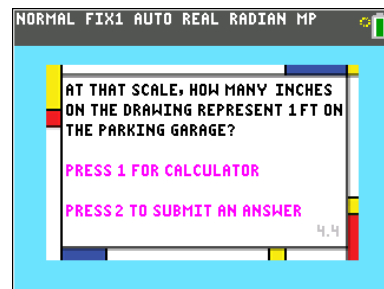 NORMAL FIX1 AUTO REAL RADIAN MP
AT THAT SCALE, HOW MANY INCHES
ON THE DRAWING REPRESENT 1 FT ON
THE PARKING GARAGE?
PRESS 1 FOR CALCULATOR
PRESS 2 TO SUBMIT AN ANSWER
4.4